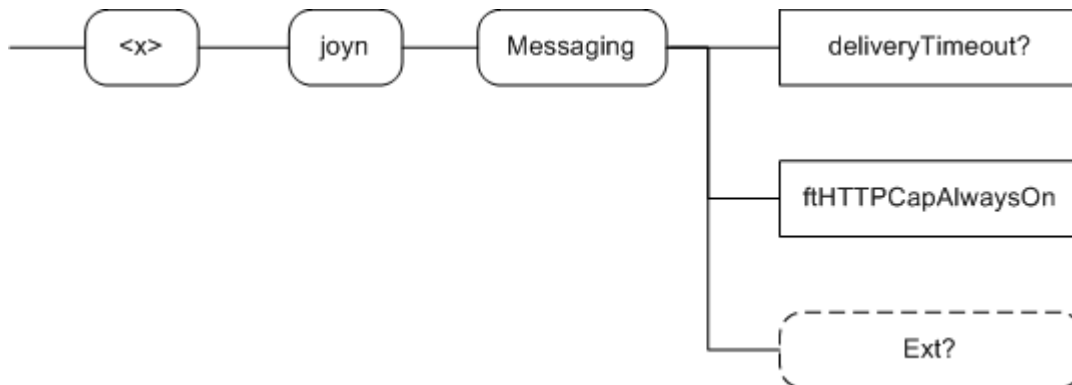 <x>
joyn
Messaging
deliveryTimeout?
ftHTTPCapAlwaysOn
Ext?